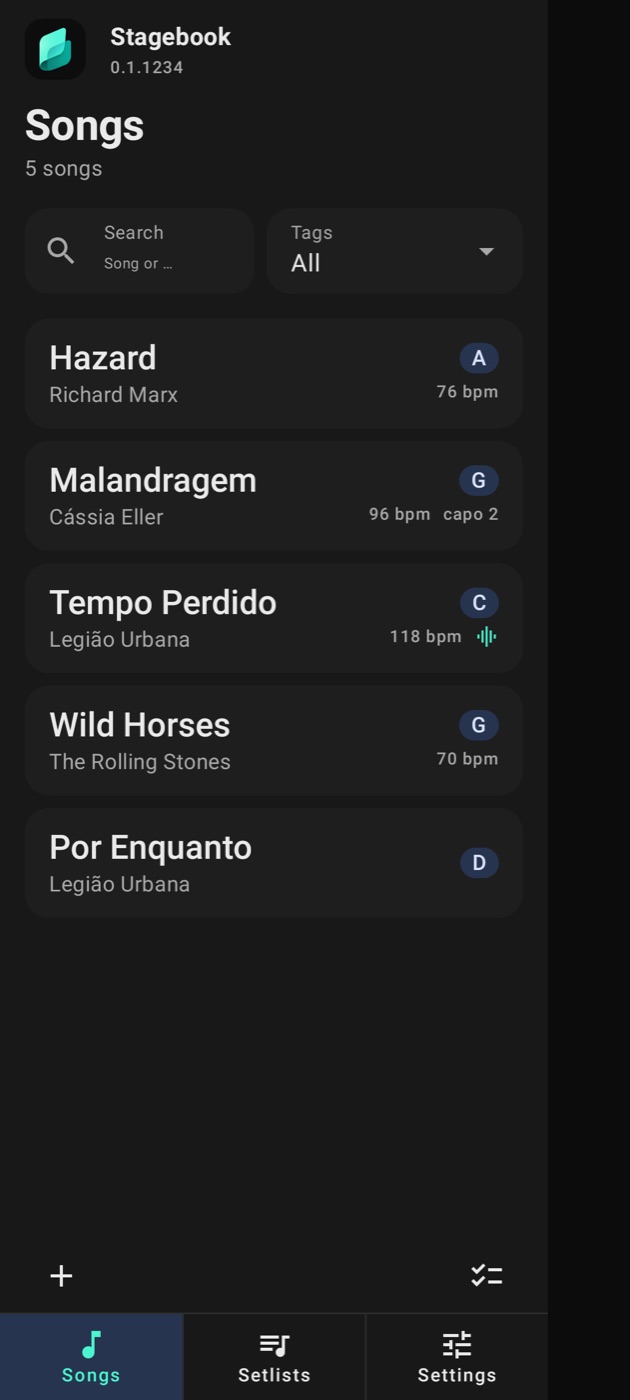 Stagebook
0.1.1234
Songs
5 songs
Search
Song or …
Tags
All
Hazard
A
Richard Marx
76 bpm
Malandragem
G
Cássia Eller
96 bpm capo 2
Tempo Perdido
C
Legião Urbana
118 bpm
Wild Horses
G
The Rolling Stones
70 bpm
Por Enquanto
D
Legião Urbana
Songs
Setlists
Settings